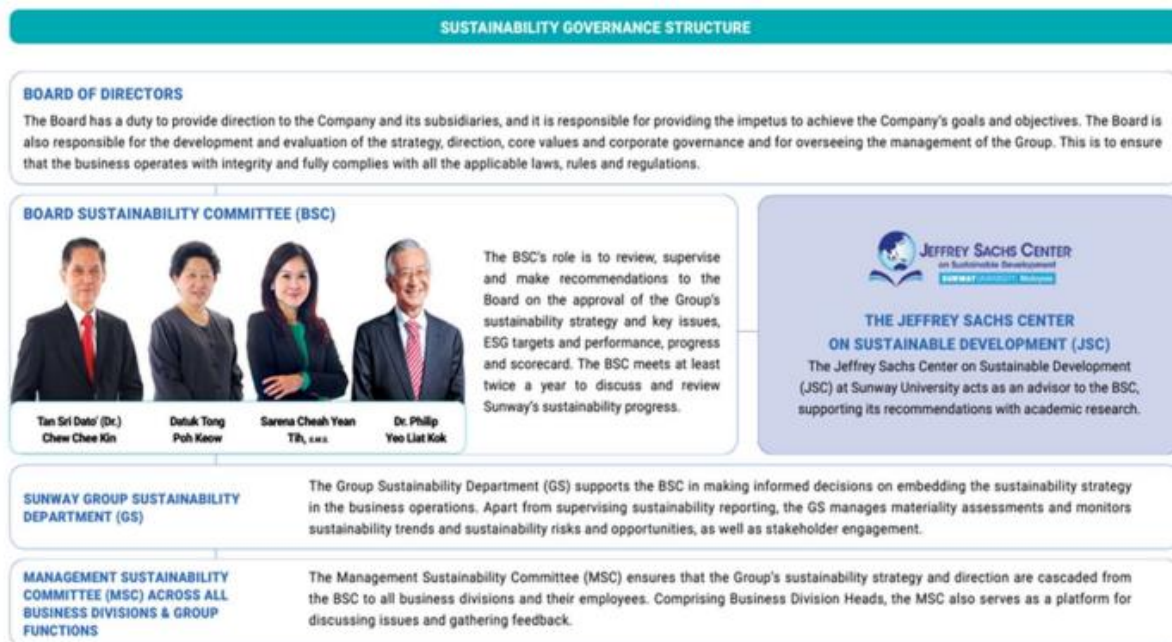 SUSTAINABILITY GOVERNANCE STRUCTURE
BOARD OF DIRECTORS
The Board has a duty to provide direction to the Company and its subsidiaries, and it is responsible for providing the impetus to achieve the Company's goals and objectives. The Board is
also responsible for the development and evaluation of the strategy, direction, core values and corporate governance and for overseeing the management of the Group. This is to ensure
that the business operates with integrity and fully complies with all the applicable laws, rules and regulations.
BOARD SUSTAINABILITY COMMITTEE (BSC)
Tan Sri Dato' (Dr.)
Chew Chee Kin
Datuk Tong
Poh Keow
Sarena Cheah Yean
Tih, S.M.S.
Dr. Philip
Yeo Liat Kok
The BSC's role is to review, supervise
and make recommendations to the
Board on the approval of the Group's
sustainability strategy and key issues,
ESG targets and performance, progress
and scorecard. The BSC meets at least
twice a year to discuss and review
Sunway's sustainability progress.
JEFFREY SACHS CENTER
on Sustainable Development
SUNWAY UNIVERSITY, Malaysia
THE JEFFREY SACHS CENTER
ON SUSTAINABLE DEVELOPMENT (JSC)
The Jeffrey Sachs Center on Sustainable Development
(JSC) at Sunway University acts as an advisor to the BSC,
supporting its recommendations with academic research.
SUNWAY GROUP SUSTAINABILITY
DEPARTMENT (GS)
The Group Sustainability Department (GS) supports the BSC in making informed decisions on embedding the sustainability strategy
in the business operations. Apart from supervising sustainability reporting, the GS manages materiality assessments and monitors
sustainability trends and sustainability risks and opportunities, as well as stakeholder engagement.
MANAGEMENT SUSTAINABILITY
COMMITTEE (MSC) ACROSS ALL
BUSINESS DIVISIONS & GROUP
FUNCTIONS
The Management Sustainability Committee (MSC) ensures that the Group's sustainability strategy and direction are cascaded from
the BSC to all business divisions and their employees. Comprising Business Division Heads, the MSC also serves as a platform for
discussing issues and gathering feedback.